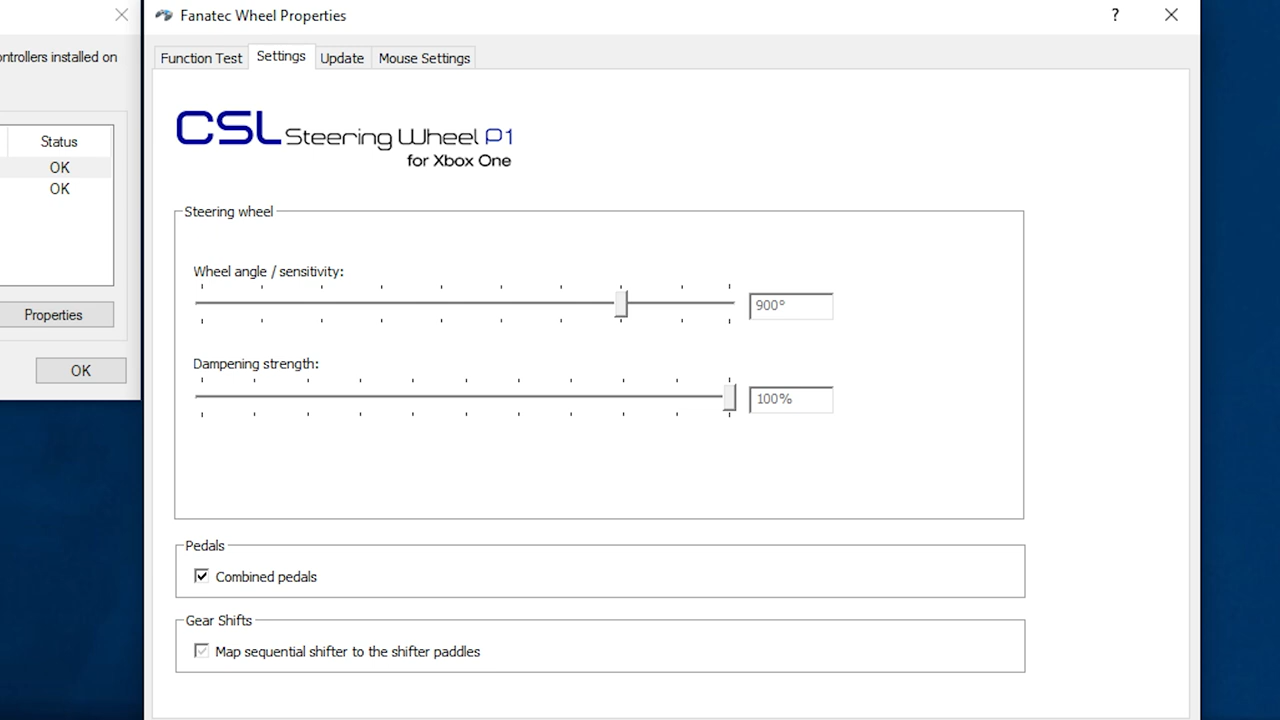 ontrollers installed on
Status
OK
OK
Properties
OK
Fanatec Wheel Properties
?
Function Test
Settings
Update
Mouse Settings
CSL Steering Wheel P1
for Xbox One
Steering wheel
Wheel angle / sensitivity:
900°
Dampening strength:
100%
Pedals
Combined pedals
Gear Shifts
Map sequential shifter to the shifter paddles